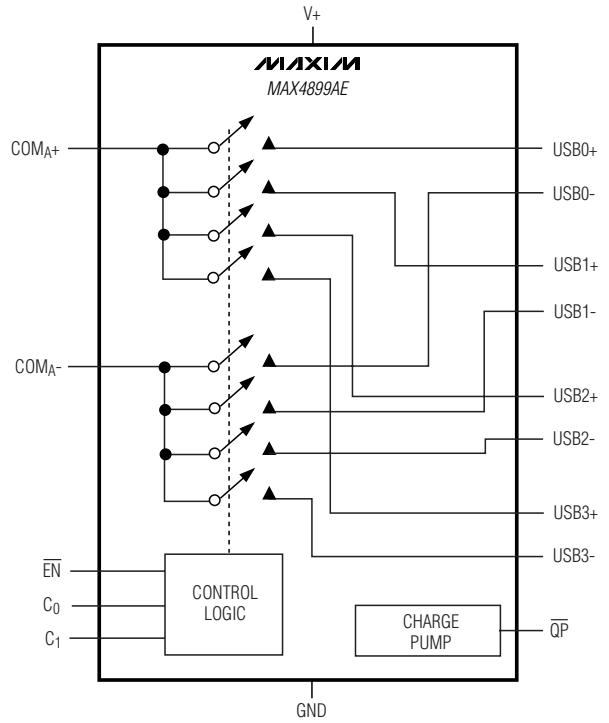 V+
MAXIM
MAX4899AE
COMA+
USB0+
USB0-
USB1+
USB1-
COMA-
USB2+
USB2-
USB3+
USB3-
EN
C0
C1
CONTROL
LOGIC
CHARGE
PUMP
QP
GND